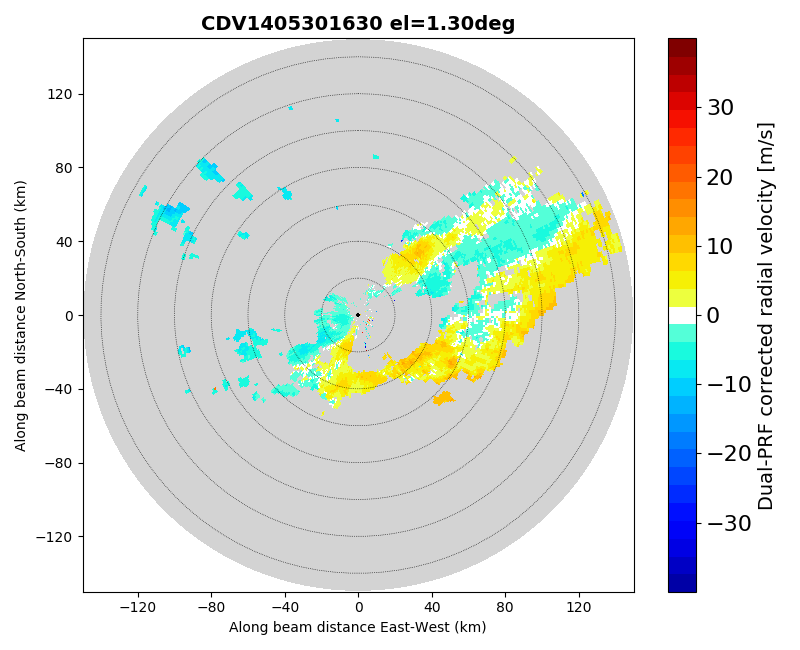 CDV1405301630 el=1.30deg
Along beam distance North-South (km)
120
80
40
0
−40
−80
−120
−120 −80 −40 0 40 80 120
Along beam distance East-West (km)
30
20
10
0
−10
−20
−30
Dual-PRF corrected radial velocity [m/s]